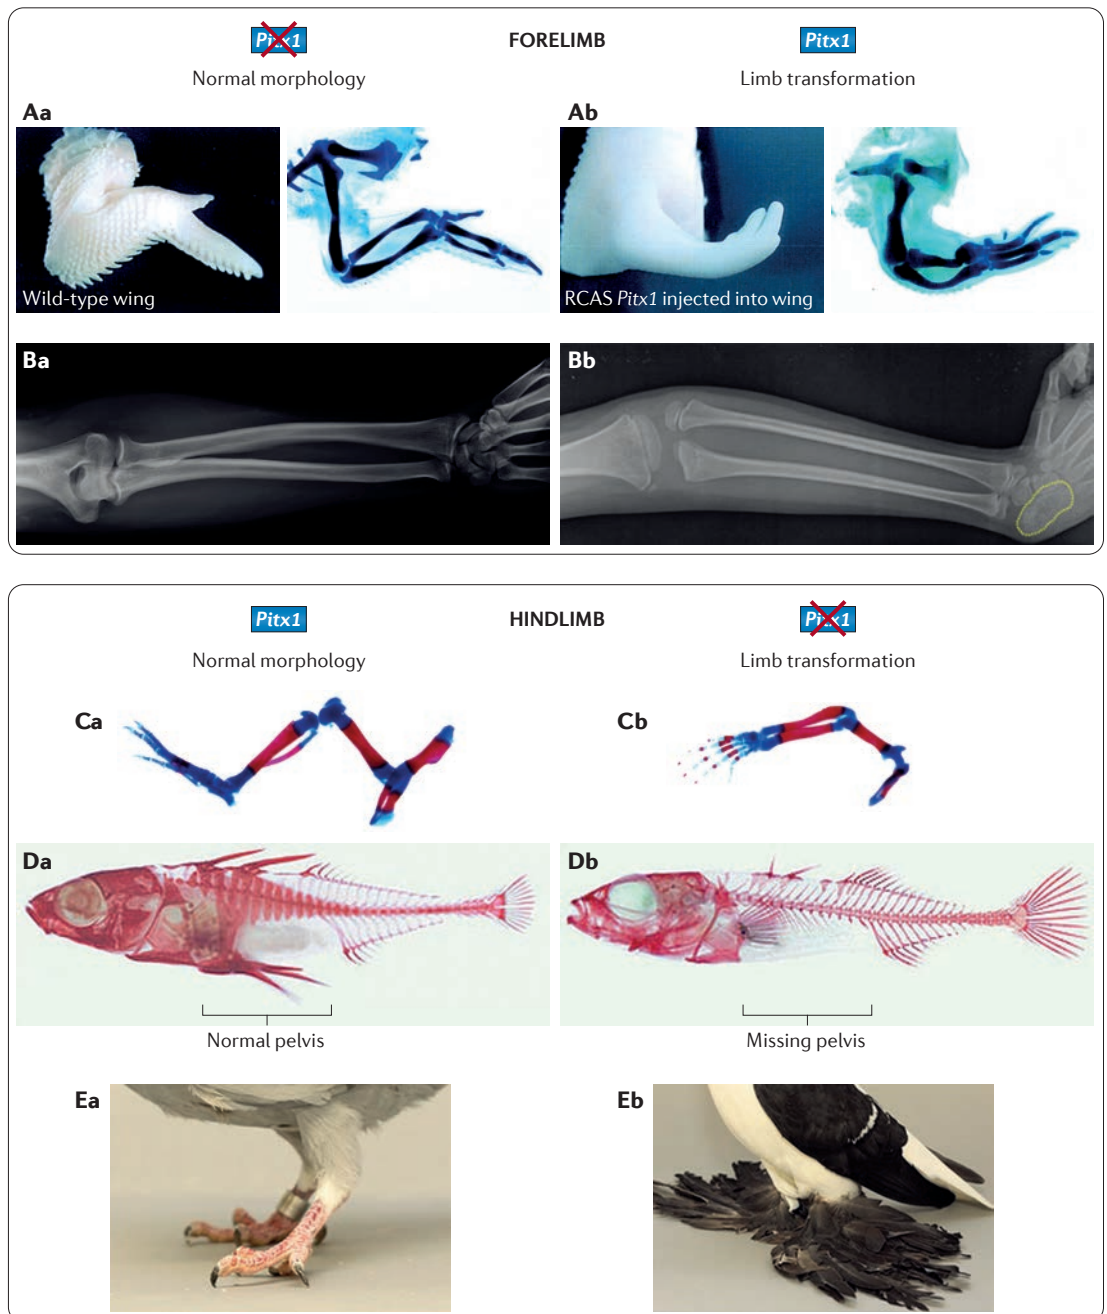 Pitx1
FORELIMB
Pitx1
Normal morphology
Limb transformation
Aa
Ab
Wild-type wing
RCAS Pitx1 injected into wing
Ba
Bb
Pitx1
HINDLIMB
Pitx1
Normal morphology
Limb transformation
Ca
Cb
Da
Db
Normal pelvis
Missing pelvis
Ea
Eb